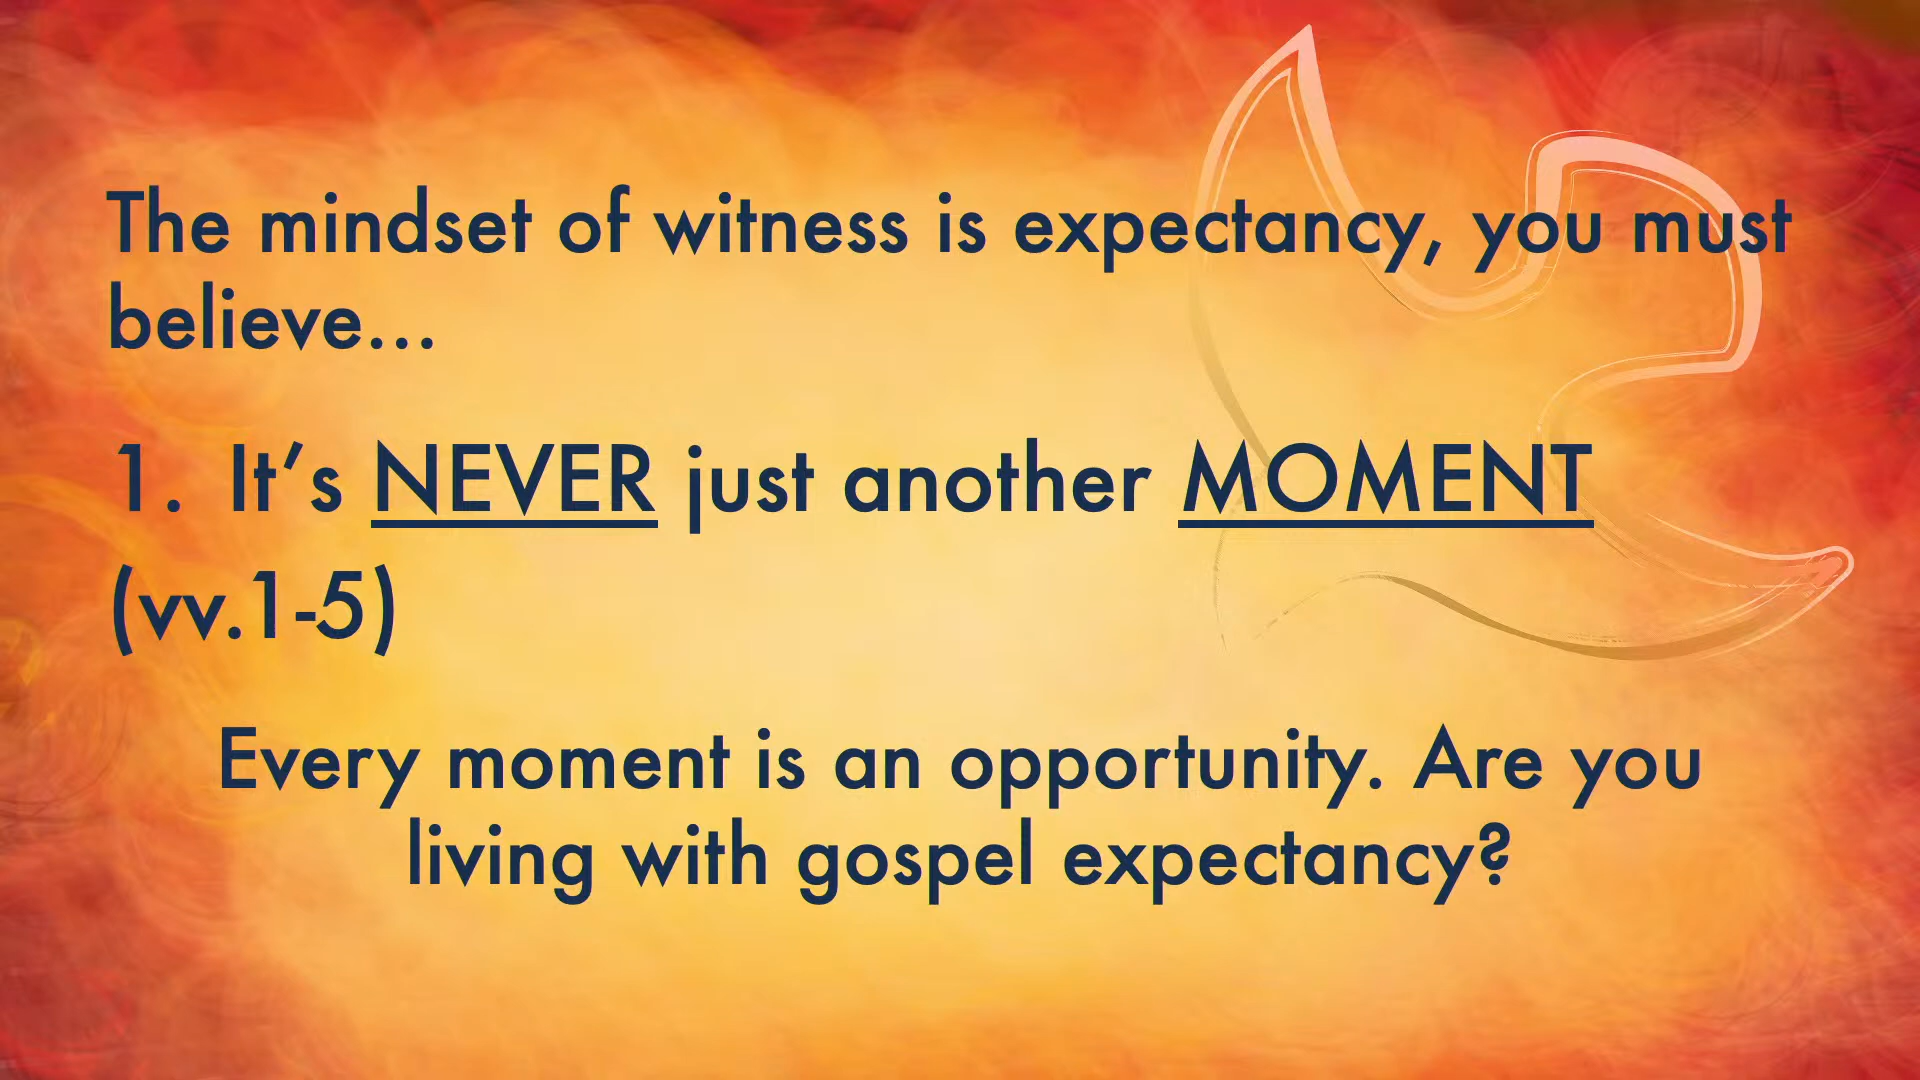 The mindset of witness is expectancy, you must
believe...
1. It’s NEVER just another MOMENT
(vv.1-5)
Every moment is an opportunity. Are you
living with gospel expectancy?